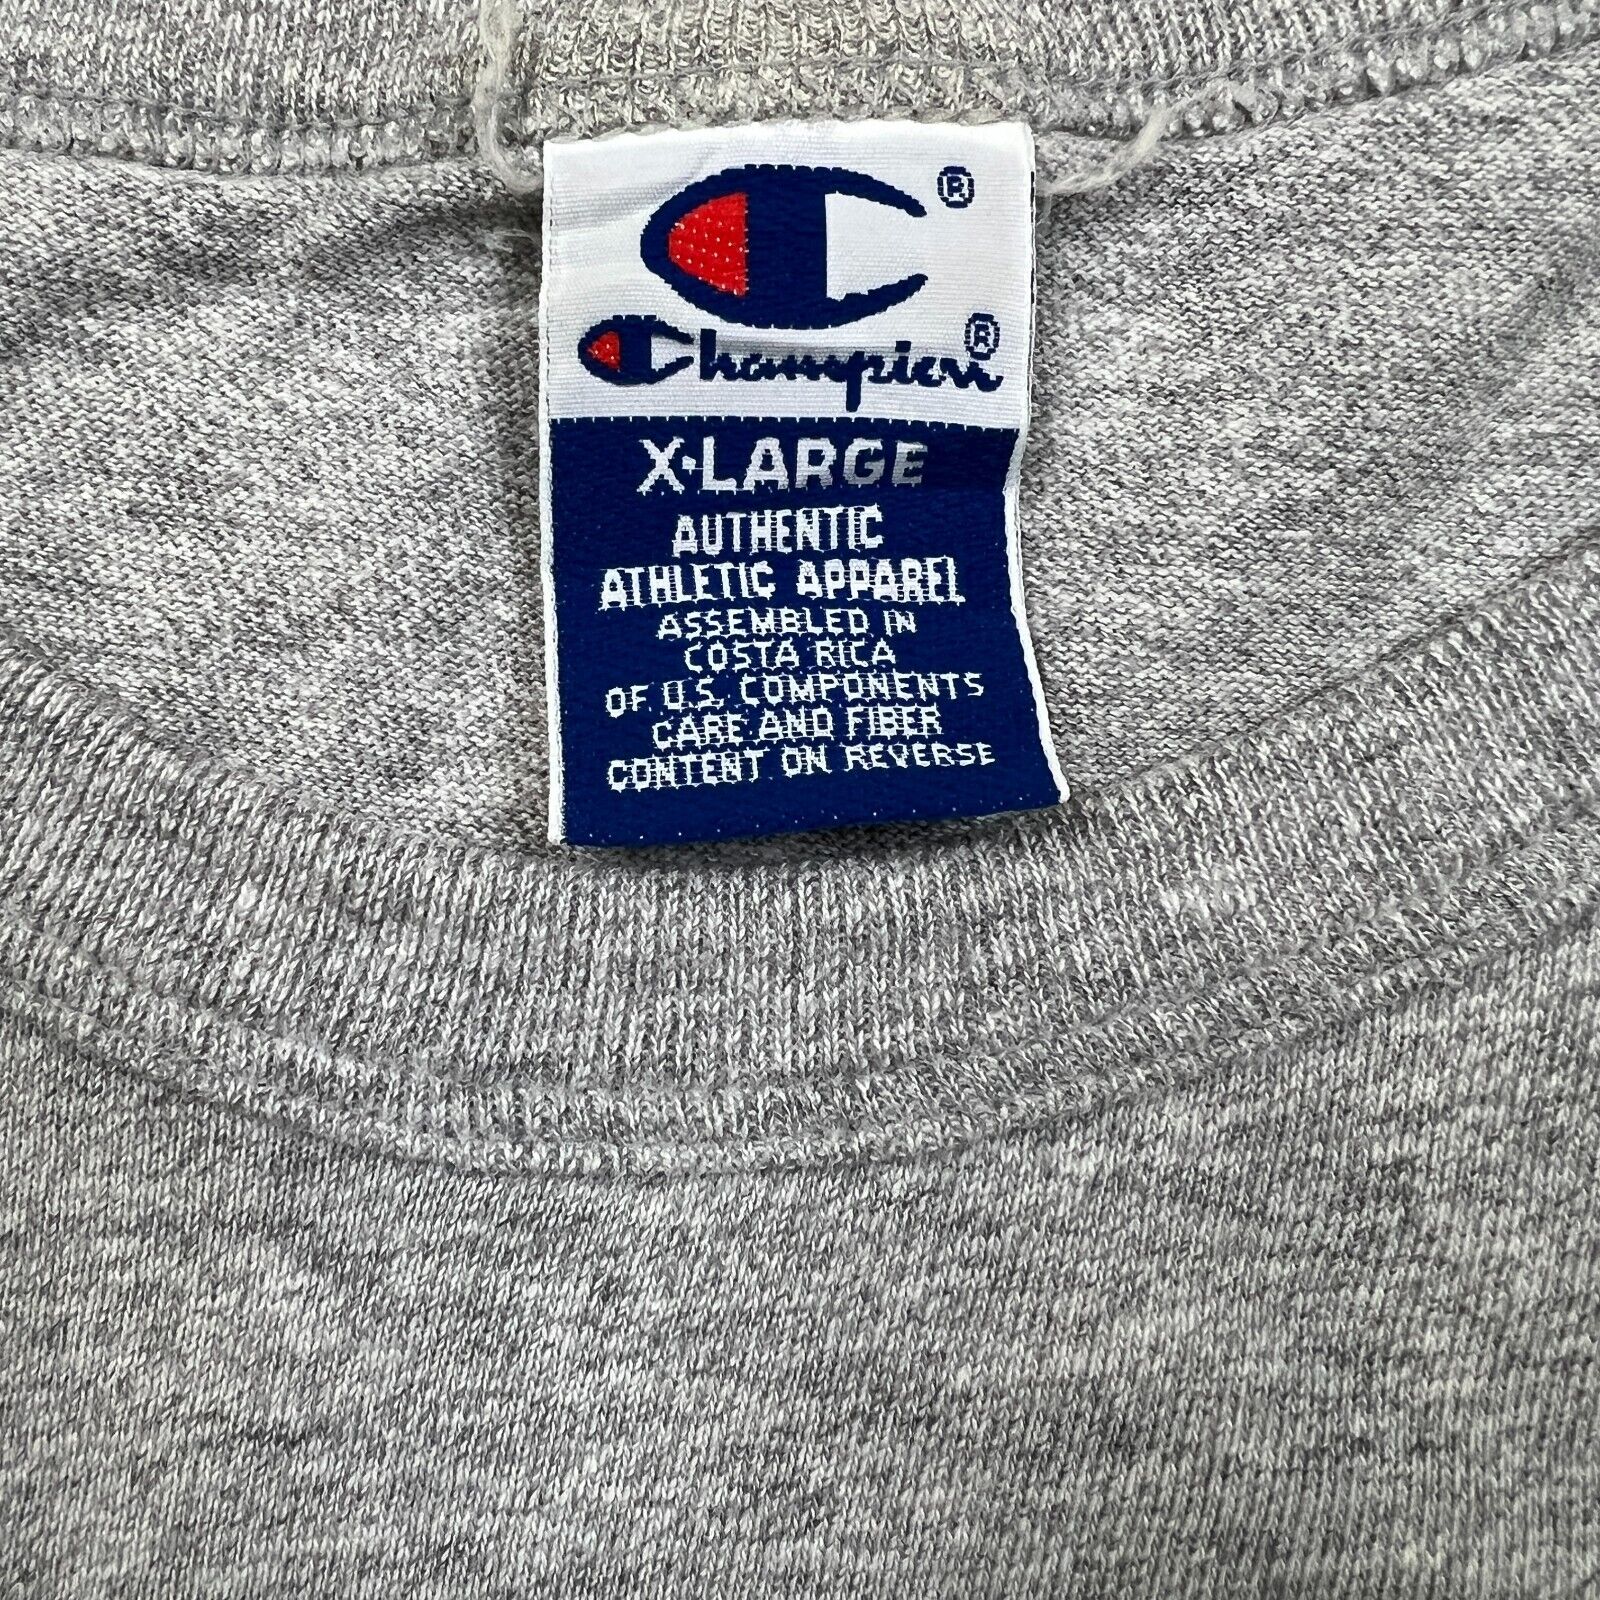 ®
Champion®
X·LARGE
AUTHENTIC
ATHLETIC APPAREL
ASSEMBLED IN
COSTA RICA
OF U.S. COMPONENTS
CARE AND FIBER
CONTENT ON REVERSE